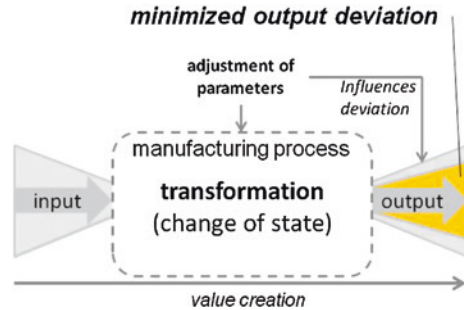 minimized output deviation
adjustment of
parameters
Influences
deviation
manufacturing process
input
transformation
output
(change of state)
value creation